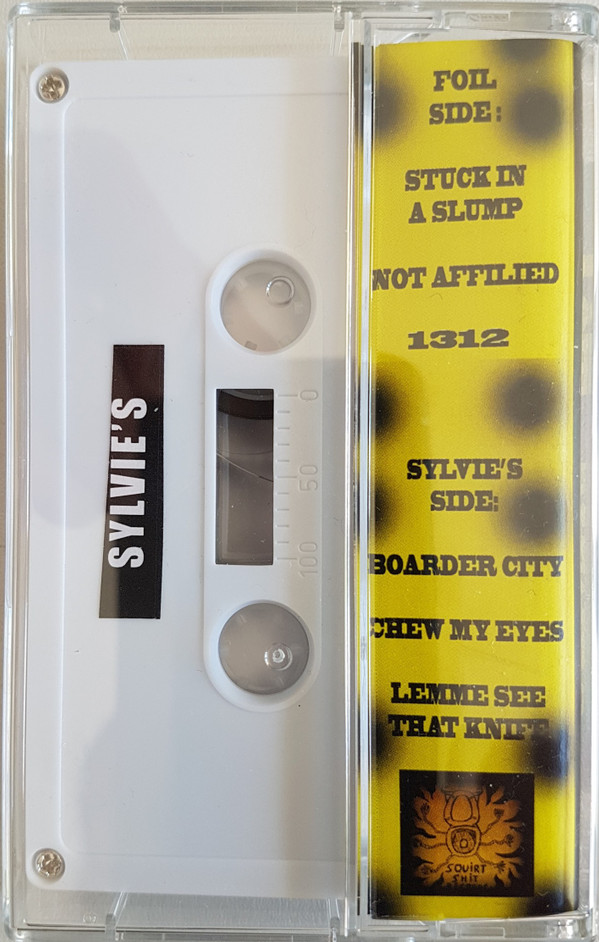 SYLVIE'S
0
50
100
FOIL
SIDE:
STUCK IN
A SLUMP
NOT AFFILIED
1312
SYLVIE'S
SIDE:
BOARDER CITY
CHEW MY EYES
LEMME SEE
THAT KNIFE
SQUIRT
SHIT